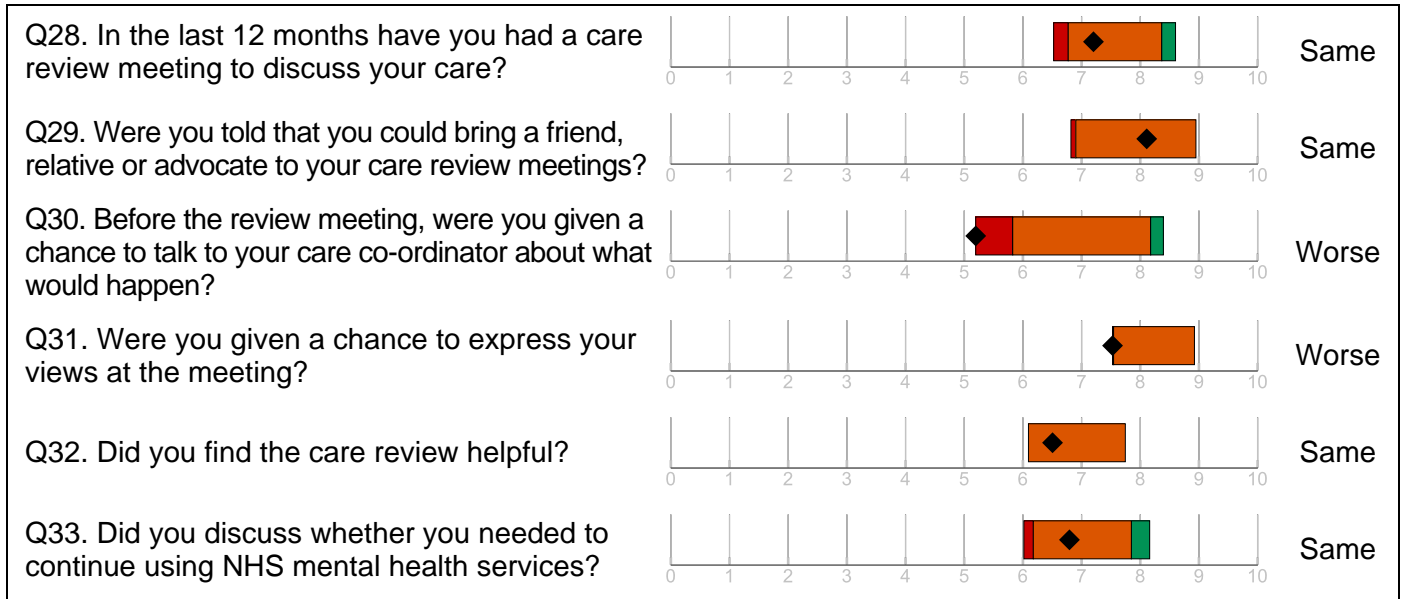 Q28. In the last 12 months have you had a care
review meeting to discuss your care?
0 1 2 3 4 5 6 7 8 9 10
Same
Q29. Were you told that you could bring a friend,
relative or advocate to your care review meetings?
0 1 2 3 4 5 6 7 8 9 10
Same
Q30. Before the review meeting, were you given a
chance to talk to your care co-ordinator about what
would happen?
0 1 2 3 4 5 6 7 8 9 10
Worse
Q31. Were you given a chance to express your
views at the meeting?
0 1 2 3 4 5 6 7 8 9 10
Worse
Q32. Did you find the care review helpful?
0 1 2 3 4 5 6 7 8 9 10
Same
Q33. Did you discuss whether you needed to
continue using NHS mental health services?
0 1 2 3 4 5 6 7 8 9 10
Same